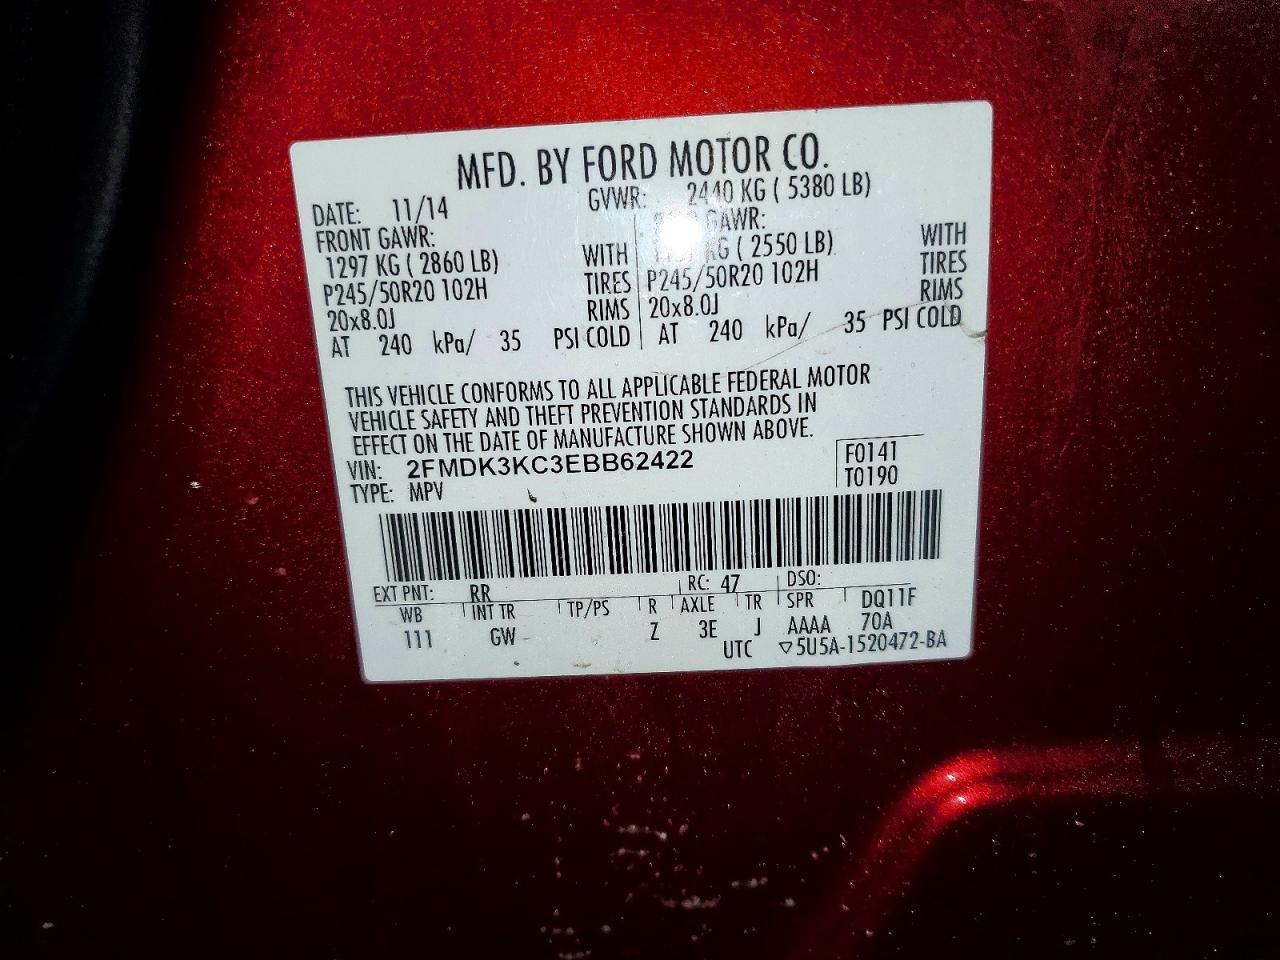 MFD. BY FORD MOTOR CO.
DATE: 11/14 GVWR: 2440 KG ( 5380 LB)
FRONT GAWR: GAWR:
1297 KG ( 2860 LB) WITH KG ( 2550 LB) WITH
P245/50R20 102H TIRES P245/50R20 102H TIRES
20x8.0J RIMS 20x8.0J RIMS
AT 240 kPa/ 35 PSI COLD AT 240 kPa/ 35 PSI COLD
THIS VEHICLE CONFORMS TO ALL APPLICABLE FEDERAL MOTOR
VEHICLE SAFETY AND THEFT PREVENTION STANDARDS IN
EFFECT ON THE DATE OF MANUFACTURE SHOWN ABOVE.
VIN: 2FMDK3KC3EBB62422 F0141
TYPE: MPV T0190
EXT PNT: RR RC: 47 DSO:
WB INT TR TP/PS R AXLE TR SPR DQ11F
111 GW Z 3E J AAAA 70A
UTC ▽5U5A-1520472-BA